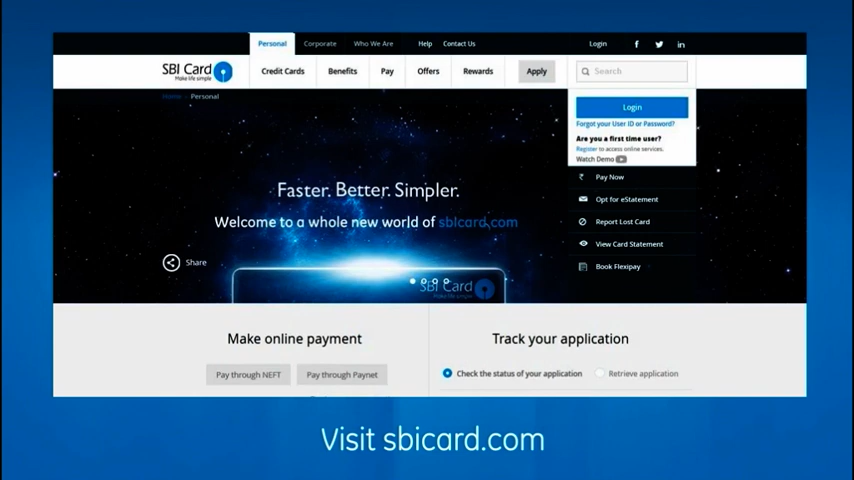 Personal Corporate Who We Are Help Contact Us Login
SBI Card
Make life simple
Credit Cards Benefits Pay Offers Rewards Apply Search
Home Personal
Login
Forgot your User ID or Password?
Are you a first time user?
Register to access online services.
Watch Demo
₹ Pay Now
Opt for eStatement
Report Lost Card
View Card Statement
Book Flexipay
Faster. Better. Simpler.
Welcome to a whole new world of sbicard.com
Share
SBI Card
Make life simple
Make online payment
Pay through NEFT Pay through Paynet
Track your application
Check the status of your application Retrieve application
Visit sbicard.com